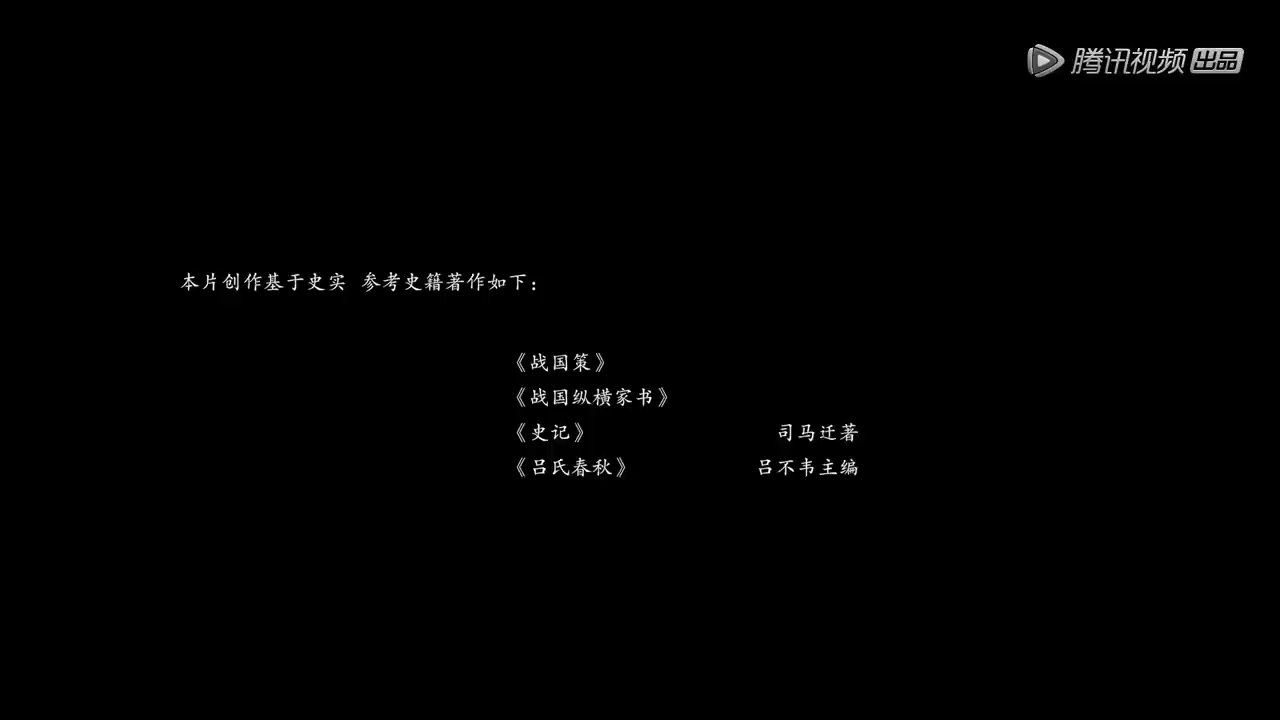 腾讯视频 出品
本片创作基于史实 参考史籍著作如下：
《战国策》
《战国纵横家书》
《史记》 司马迁著
《吕氏春秋》 吕不韦主编